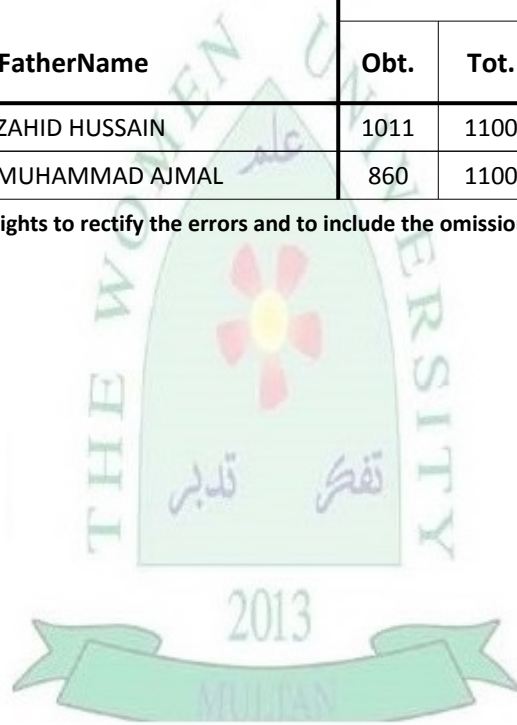 FatherName Obt. Tot.
ZAHID HUSSAIN 1011 1100
MUHAMMAD AJMAL 860 1100
ights to rectify the errors and to include the omission
THE WOMEN UNIVERSITY
علم
تدبر تفکر
2013
MULTAN